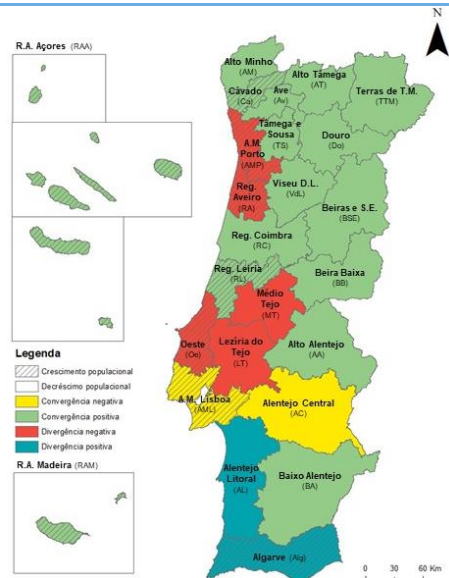 N
R.A. Açores (RAA)
Alto Minho
(AM)
Alto Tâmega
(AT)
Terras de T.M.
(TTM)
Cávado
(Ca)
Ave
(Av)
Tâmega e
Sousa
(TS)
Douro
(Do)
A.M.
Porto
(AMP)
Reg.
Aveiro
(RA)
Viseu D.L.
(VdL)
Beiras e S.E.
(BSE)
Reg. Coimbra
(RC)
Reg. Leiria
(RL)
Beira Baixa
(BB)
Médio
Tejo
(MT)
Oeste
(Oe)
Lezíria do
Tejo
(LT)
Alto Alentejo
(AA)
A.M. Lisboa
(AML)
Alentejo Central
(AC)
Alentejo
Litoral
(AL)
Baixo Alentejo
(BA)
Algarve (Alg)
Legenda
Crescimento populacional
Decréscimo populacional
Convergência negativa
Convergência positiva
Divergência negativa
Divergência positiva
R.A. Madeira (RAM)
0 30 60 Km